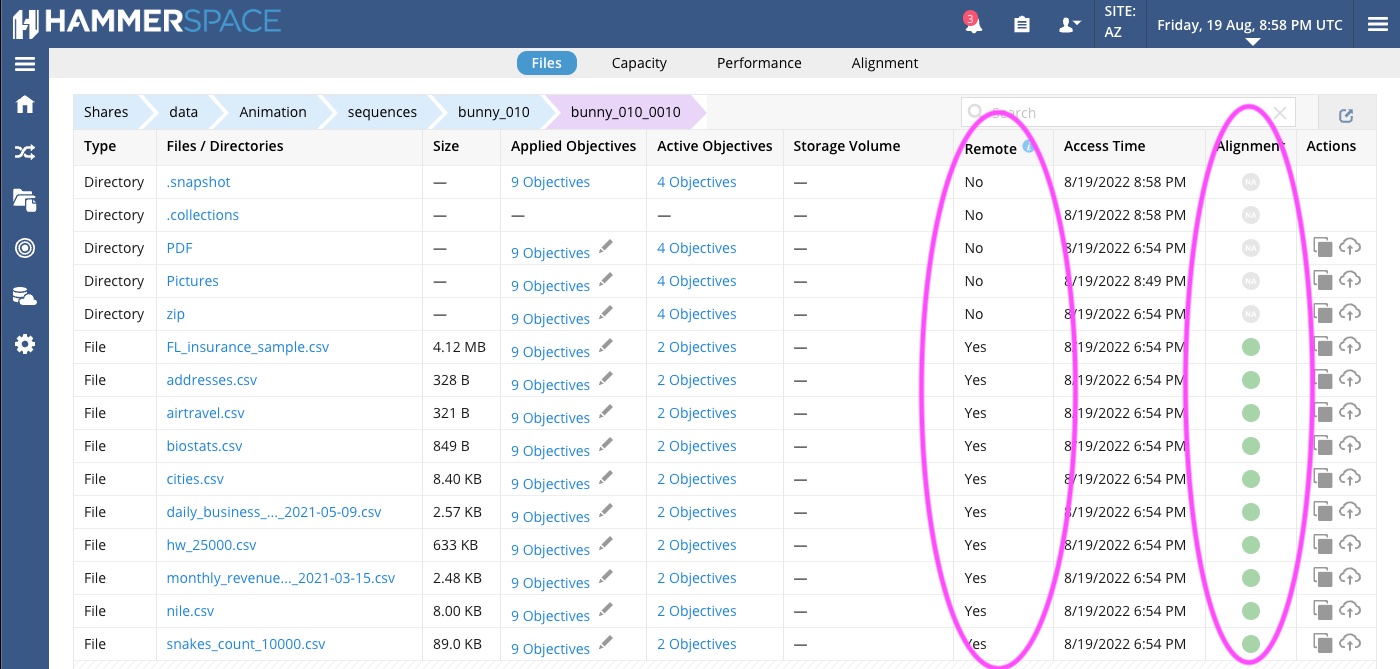 HAMMERSPACE
3
SITE:
AZ
Friday, 19 Aug, 8:58 PM UTC
Files Capacity Performance Alignment
Shares data Animation sequences bunny_010 bunny_010_0010 Search
Type Files / Directories Size Applied Objectives Active Objectives Storage Volume Remote i Access Time Alignment Actions
Directory .snapshot — 9 Objectives 4 Objectives — No 8/19/2022 8:58 PM NA
Directory .collections — — — — No 8/19/2022 8:58 PM NA
Directory PDF — 9 Objectives 4 Objectives — No 8/19/2022 6:54 PM NA
Directory Pictures — 9 Objectives 4 Objectives — No 8/19/2022 8:49 PM NA
Directory zip — 9 Objectives 4 Objectives — No 8/19/2022 6:54 PM NA
File FL_insurance_sample.csv 4.12 MB 9 Objectives 2 Objectives — Yes 8/19/2022 6:54 PM
File addresses.csv 328 B 9 Objectives 2 Objectives — Yes 8/19/2022 6:54 PM
File airtravel.csv 321 B 9 Objectives 2 Objectives — Yes 8/19/2022 6:54 PM
File biostats.csv 849 B 9 Objectives 2 Objectives — Yes 8/19/2022 6:54 PM
File cities.csv 8.40 KB 9 Objectives 2 Objectives — Yes 8/19/2022 6:54 PM
File daily_business_..._2021-05-09.csv 2.57 KB 9 Objectives 2 Objectives — Yes 8/19/2022 6:54 PM
File hw_25000.csv 633 KB 9 Objectives 2 Objectives — Yes 8/19/2022 6:54 PM
File monthly_revenue..._2021-03-15.csv 2.48 KB 9 Objectives 2 Objectives — Yes 8/19/2022 6:54 PM
File nile.csv 8.00 KB 9 Objectives 2 Objectives — Yes 8/19/2022 6:54 PM
File snakes_count_10000.csv 89.0 KB 9 Objectives 2 Objectives — Yes 8/19/2022 6:54 PM